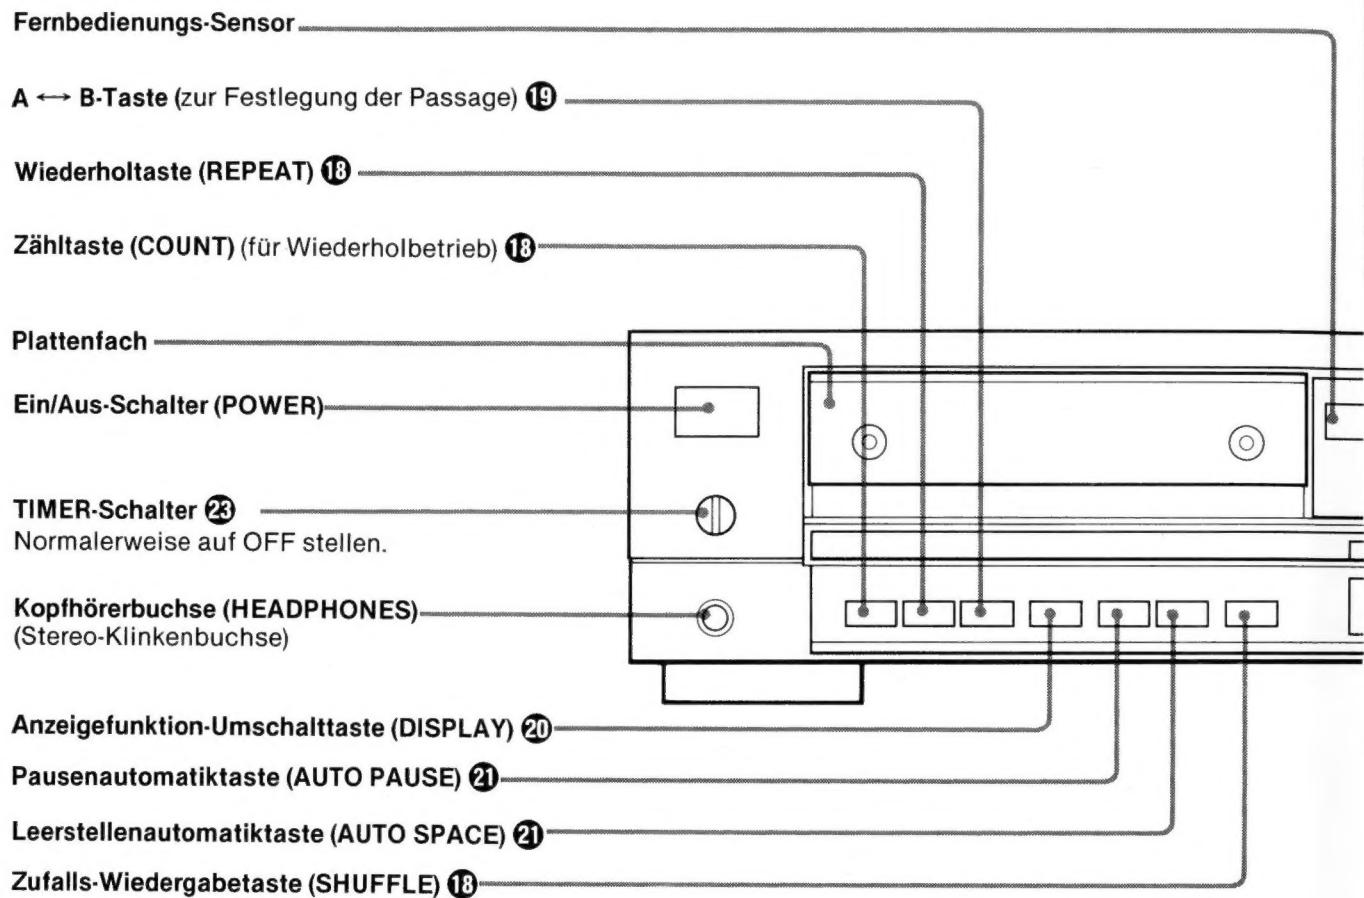 Fernbedienungs-Sensor
A ↔ B-Taste (zur Festlegung der Passage) 19
Wiederholtaste (REPEAT) 18
Zähltaste (COUNT) (für Wiederholbetrieb) 18
Plattenfach
Ein/Aus-Schalter (POWER)
TIMER-Schalter 23
Normalerweise auf OFF stellen.
Kopfhörerbuchse (HEADPHONES)
(Stereo-Klinkenbuchse)
Anzeigefunktion-Umschalttaste (DISPLAY) 20
Pausenautomatiktaste (AUTO PAUSE) 21
Leerstellenautomatiktaste (AUTO SPACE) 21
Zufalls-Wiedergabetaste (SHUFFLE) 18